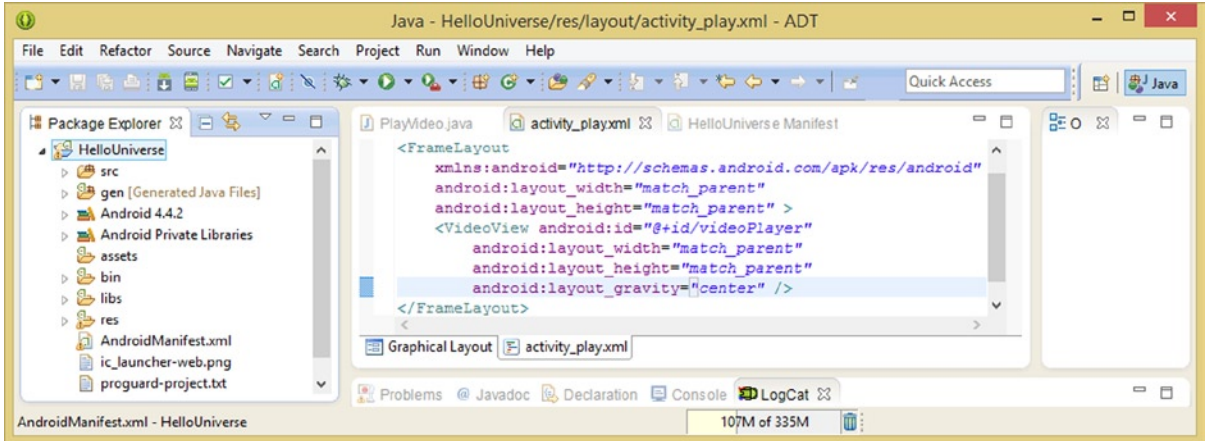 Java - HelloUniverse/res/layout/activity_play.xml - ADT
File Edit Refactor Source Navigate Search Project Run Window Help
Quick Access
Java
Package Explorer
HelloUniverse
src
gen [Generated Java Files]
Android 4.4.2
Android Private Libraries
assets
bin
libs
res
AndroidManifest.xml
ic_launcher-web.png
proguard-project.txt
PlayVideo.java activity_play.xml HelloUniverse Manifest
<FrameLayout
xmlns:android="http://schemas.android.com/apk/res/android"
android:layout_width="match_parent"
android:layout_height="match_parent" >
<VideoView android:id="@+id/videoPlayer"
android:layout_width="match_parent"
android:layout_height="match_parent"
android:layout_gravity="center" />
</FrameLayout>
Graphical Layout activity_play.xml
O
Problems @ Javadoc Declaration Console LogCat
AndroidManifest.xml - HelloUniverse
107M of 335M